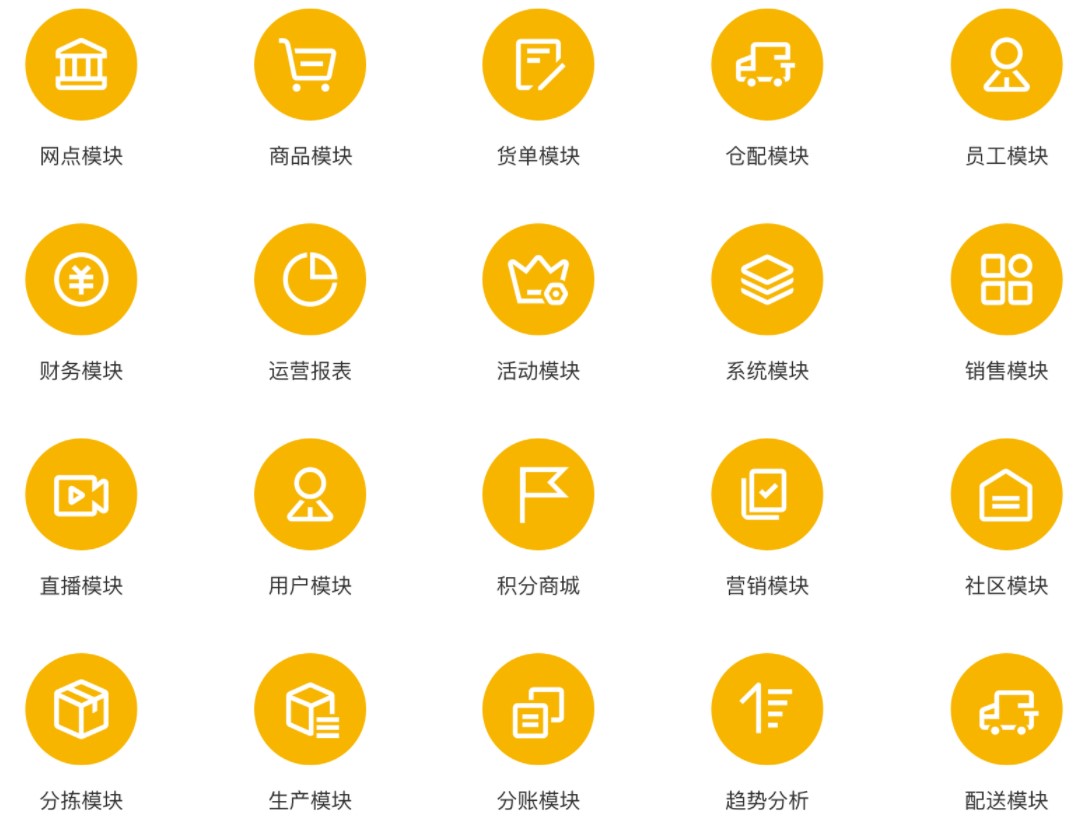 网点模块
商品模块
货单模块
仓配模块
员工模块
财务模块
运营报表
活动模块
系统模块
销售模块
直播模块
用户模块
积分商城
营销模块
社区模块
分拣模块
生产模块
分账模块
趋势分析
配送模块